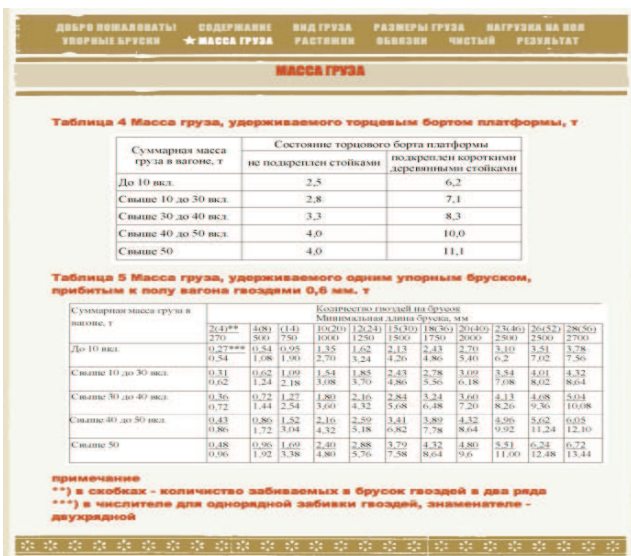 ДОБРО ПОЖАЛОВАТЬ! СОДЕРЖАНИЕ ВИД ГРУЗА РАЗМЕРЫ ГРУЗА НАГРУЗКА НА ПОЛ
УПОРНЫЕ БРУСКИ МАССА ГРУЗА РАСТЯЖКИ ОБВЯЗКИ ЧИСТЫЙ РЕЗУЛЬТАТ
МАССА ГРУЗА
Таблица 4 Масса груза, удерживаемого торцевым бортом платформы, т
Суммарная масса груза в вагоне, т Состояние торцового борта платформы
не подкреплен стойками подкреплен короткими деревянными стойками
До 10 вкл. 2,5 6,2
Свыше 10 до 30 вкл. 2,8 7,1
Свыше 30 до 40 вкл. 3,3 8,3
Свыше 40 до 50 вкл. 4,0 10,0
Свыше 50 4,0 11,1
Таблица 5 Масса груза, удерживаемого одним упорным бруском,
прибитым к полу вагона гвоздями 0,6 мм. т
Суммарная масса груза в вагоне, т Количество гвоздей на брусок
Минимальная длина бруска, мм
2(4)** 4(8) (14) 10(20) 12(24) 15(30) 18(36) 20(40) 23(46) 26(52) 28(56)
270 500 750 1000 1250 1500 1750 2000 2500 2500 2700
До 10 вкл. 0,27*** 0,54 0,95 1,35 1,62 2,13 2,43 2,70 3,10 3,51 3,78
0,54 1,08 1,90 2,70 3,24 4,26 4,86 5,40 6,2 7,02 7,56
Свыше 10 до 30 вкл. 0,31 0,62 1,09 1,54 1,85 2,43 2,78 3,09 3,54 4,01 4,32
0,62 1,24 2,18 3,08 3,70 4,86 5,56 6,18 7,08 8,02 8,64
Свыше 30 до 40 вкл. 0,36 0,72 1,27 1,80 2,16 2,84 3,24 3,60 4,13 4,68 5,04
0,72 1,44 2,54 3,60 4,32 5,68 6,48 7,20 8,26 9,36 10,08
Свыше 40 до 50 вкл. 0,43 0,86 1,52 2,16 2,59 3,41 3,89 4,32 4,96 5,62 6,05
0,86 1,72 3,04 4,32 5,18 6,82 7,78 8,64 9,92 11,24 12,10
Свыше 50 0,48 0,96 1,69 2,40 2,88 3,79 4,32 4,80 5,51 6,24 6,72
0,96 1,92 3,38 4,80 5,76 7,58 8,64 9,6 11,00 12,48 13,44
примечание
**) в скобках - количество забиваемых в брусок гвоздей в два ряда
***) в числителе для однорядной забивки гвоздей, знаменателе -
двухрядной